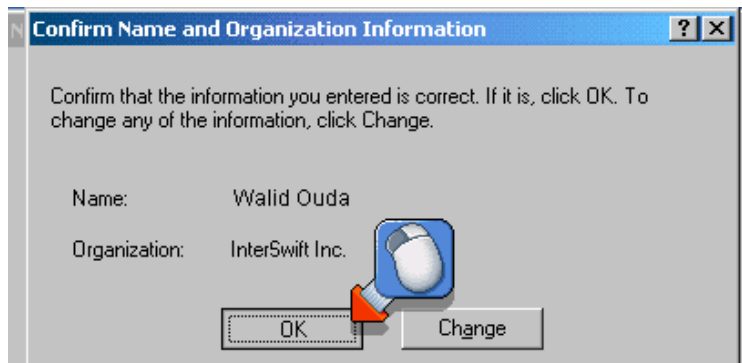 Confirm Name and Organization Information
Confirm that the information you entered is correct. If it is, click OK. To
change any of the information, click Change.
Name: Walid Ouda
Organization: InterSwift Inc.
OK Change